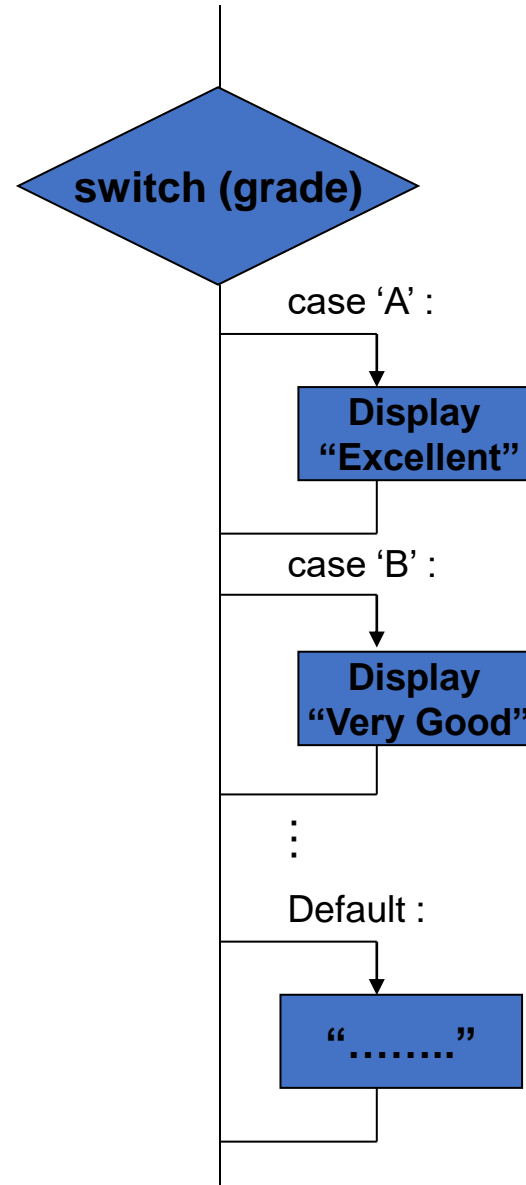 switch (grade)
case ‘A’ :
Display
“Excellent”
case ‘B’ :
Display
“Very Good”
⋮
Default :
“……..”